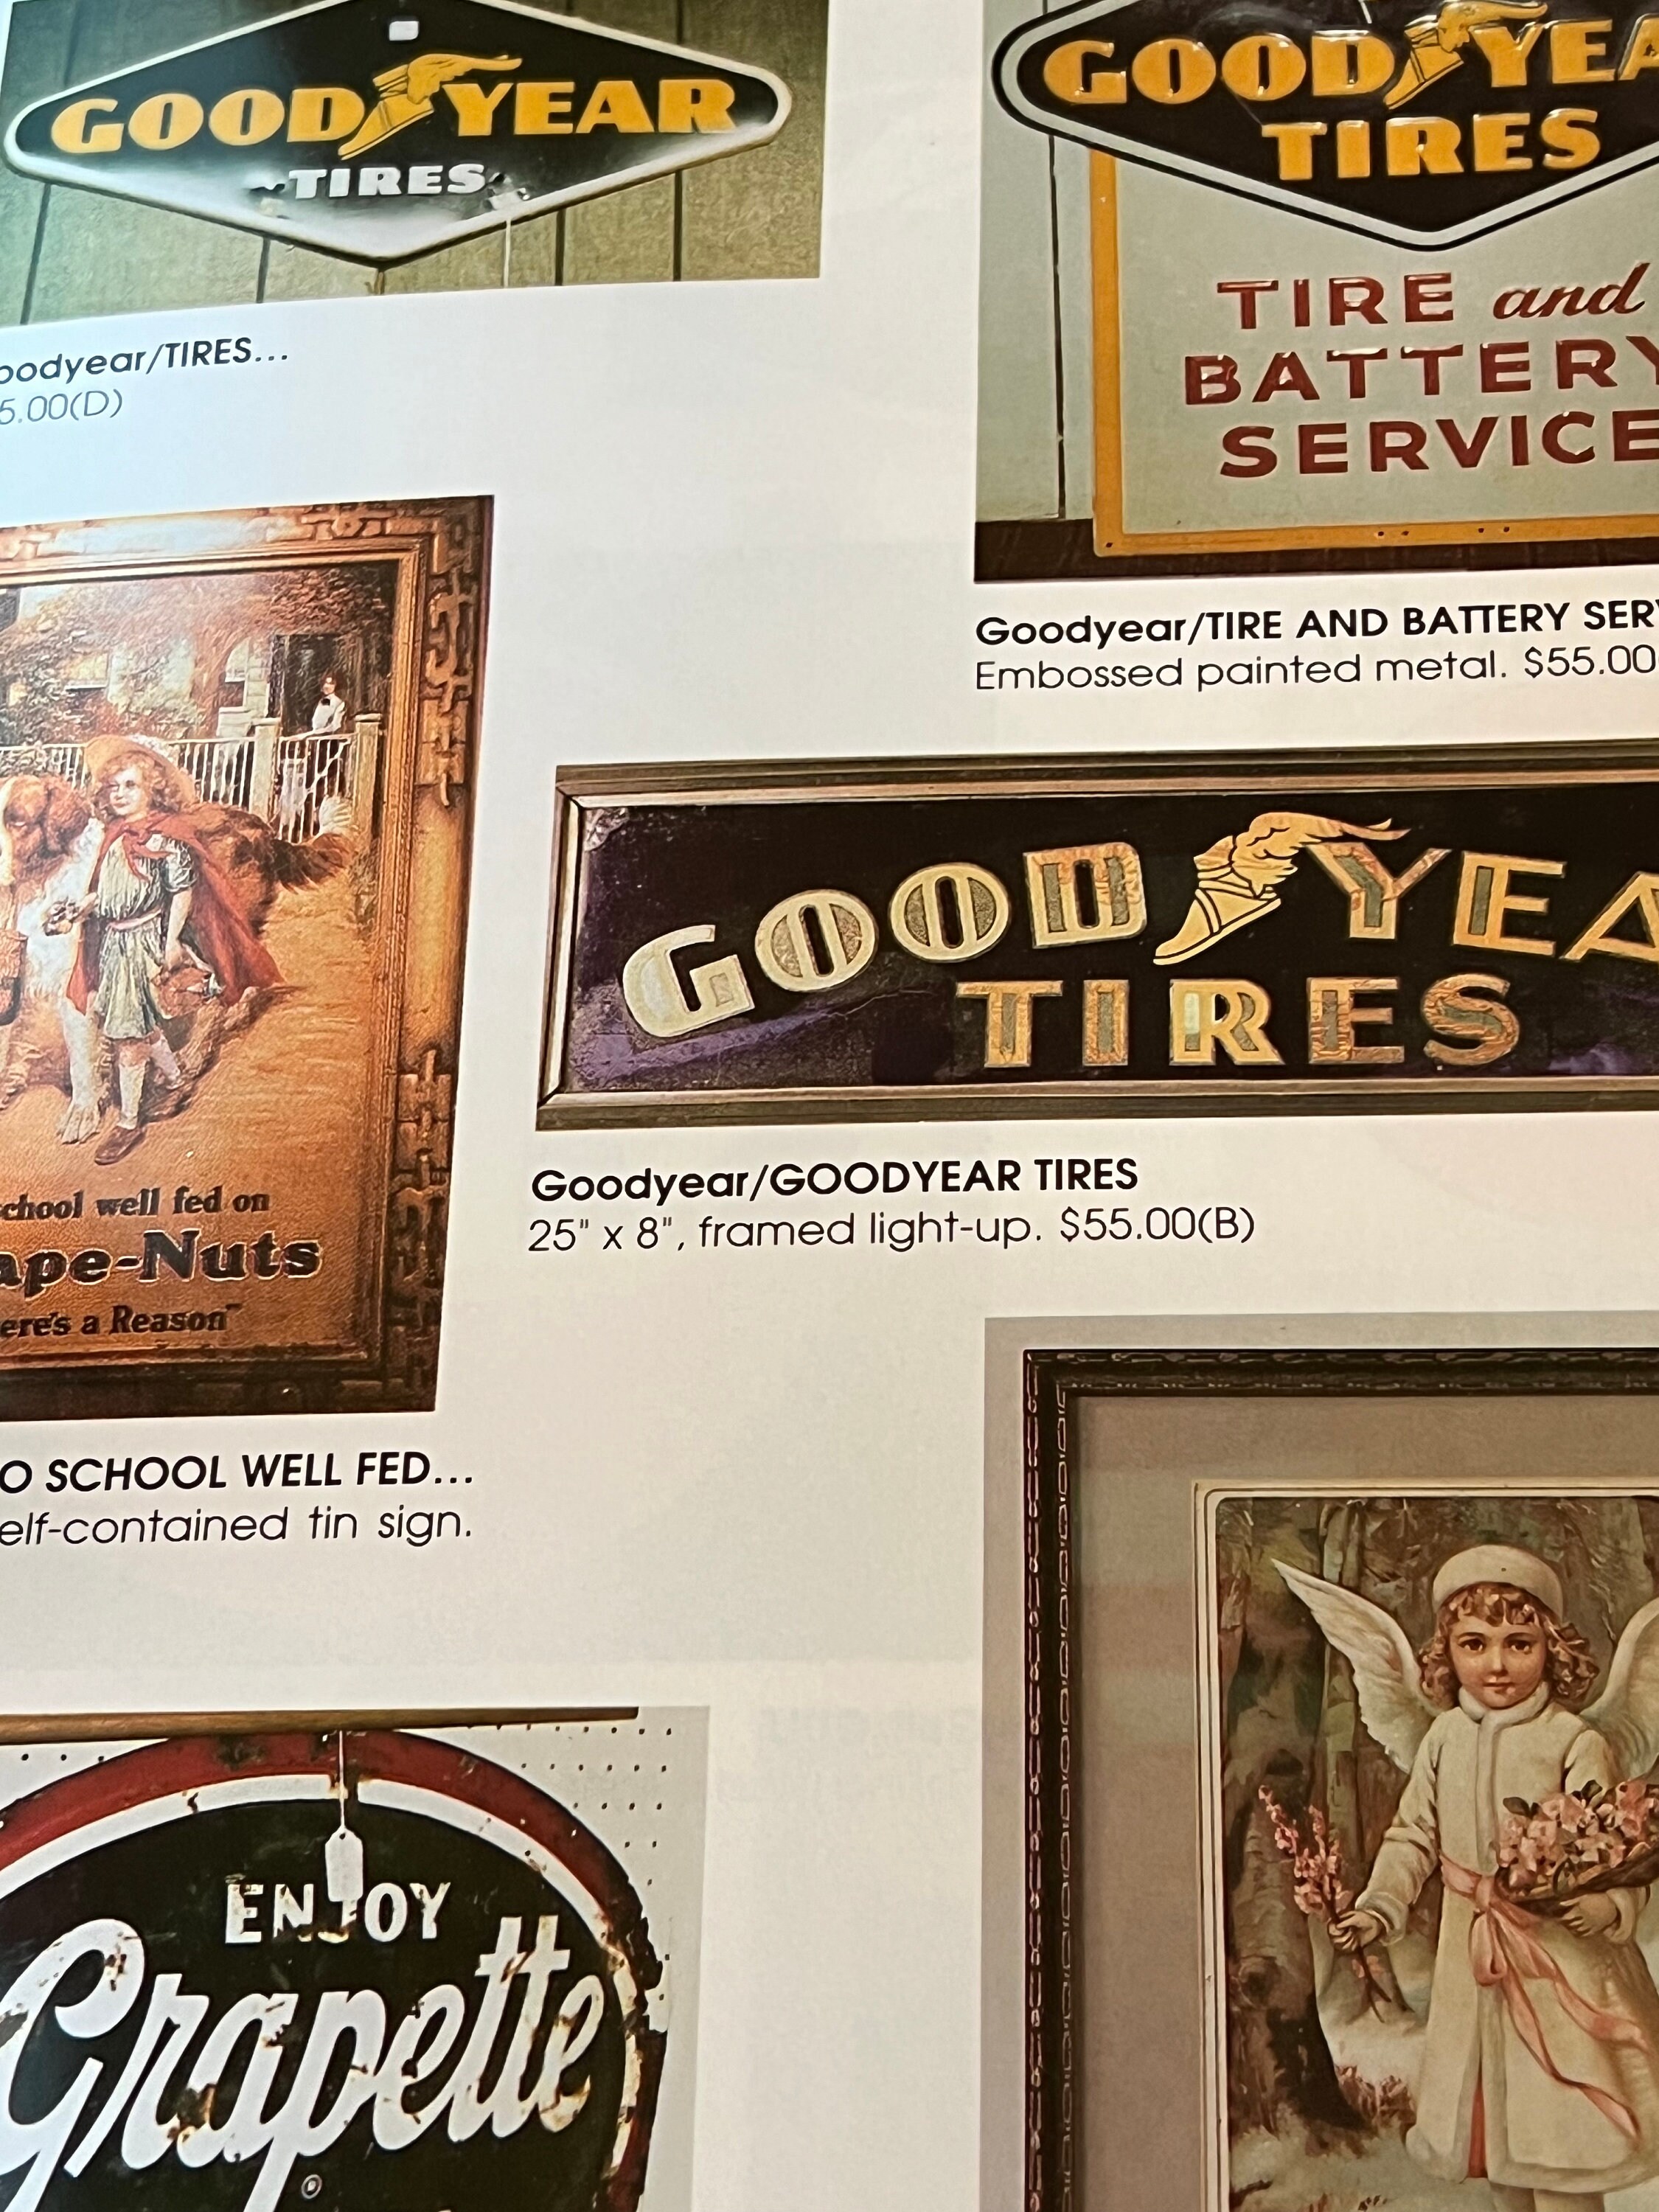 GOODYEAR
TIRES
oodyear/TIRES...
5.00(D)
GOODYEA
TIRES
TIRE and
BATTERY
SERVICE
Goodyear/TIRE AND BATTERY SER
Embossed painted metal. $55.00
chool well fed on
ape-Nuts
ere's a Reason"
O SCHOOL WELL FED...
elf-contained tin sign.
GOODYEA
TIRES
Goodyear/GOODYEAR TIRES
25" x 8", framed light-up. $55.00(B)
ENJOY
Grapette
®